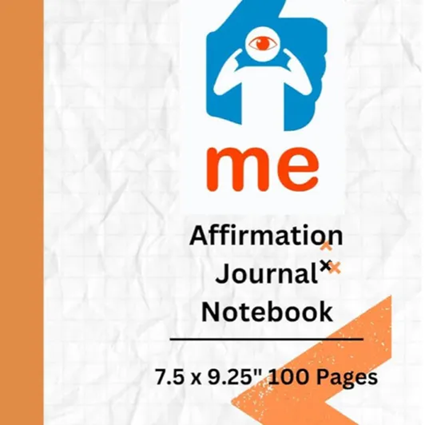 me
Affirmation
Journal
Notebook
7.5 x 9.25" 100 Pages